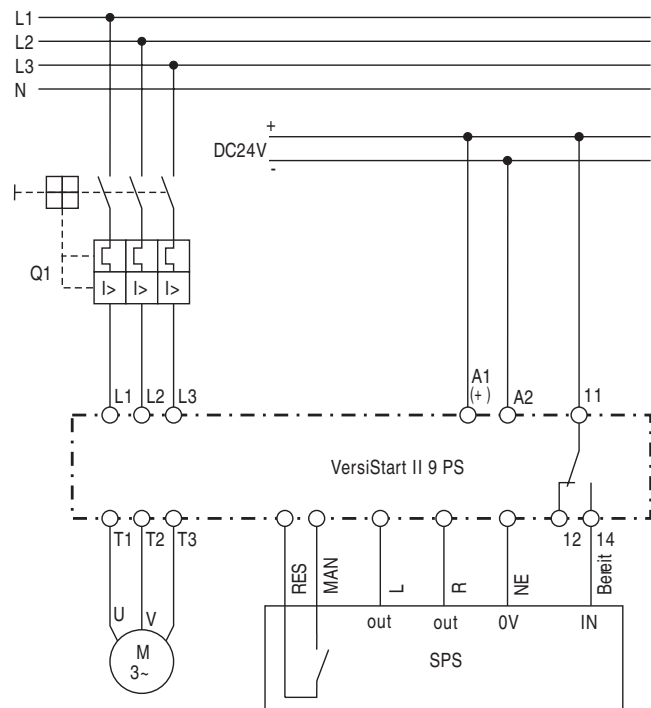 L1
L2
L3
N
+
DC24V
-
Q1
I> I> I>
L1 L2 L3
A1
(+)
A2
11
VersiStart II 9 PS
T1 T2 T3
12 14
RES
MAN
L
R
NE
Bereit
U V
out out 0V IN
M
3~
SPS